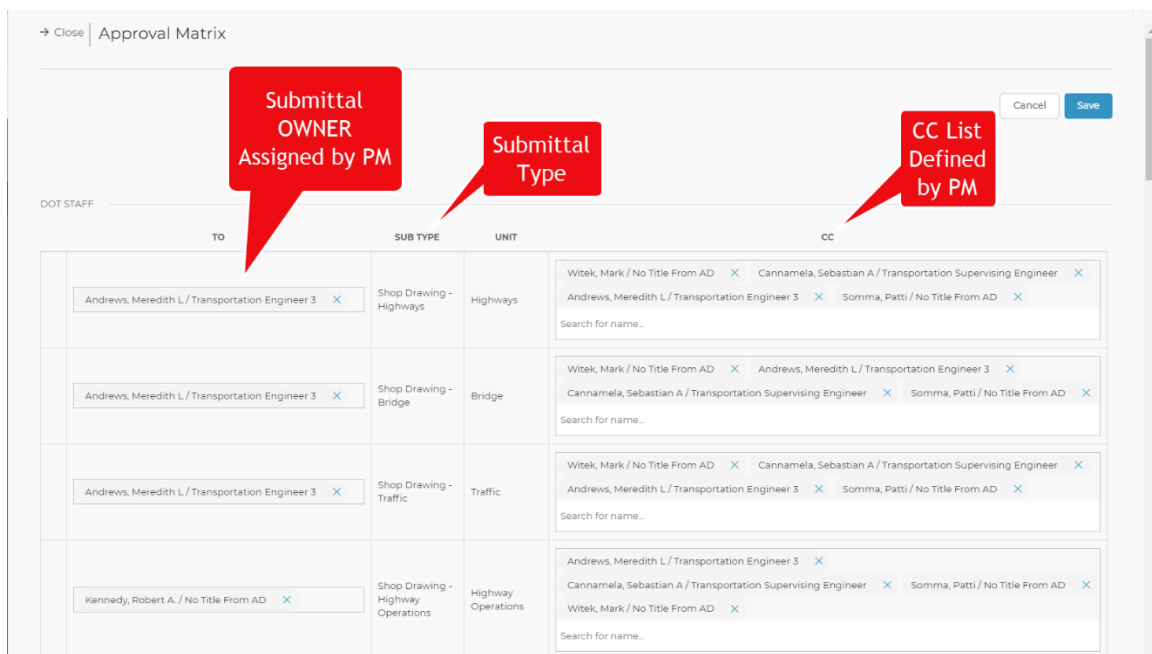 → Close | Approval Matrix
Submittal
OWNER
Assigned by PM
Submittal
Type
Cancel
Save
CC List
Defined
by PM
DOT STAFF
TO
SUB TYPE
UNIT
CC
Andrews, Meredith L / Transportation Engineer 3 ×
Shop Drawing -
Highways
Highways
Witek, Mark / No Title From AD × Cannamela, Sebastian A / Transportation Supervising Engineer ×
Andrews, Meredith L / Transportation Engineer 3 × Somma, Patti / No Title From AD ×
Search for name...
Andrews, Meredith L / Transportation Engineer 3 ×
Shop Drawing -
Bridge
Bridge
Witek, Mark / No Title From AD × Andrews, Meredith L / Transportation Engineer 3 ×
Cannamela, Sebastian A / Transportation Supervising Engineer × Somma, Patti / No Title From AD ×
Search for name...
Andrews, Meredith L / Transportation Engineer 3 ×
Shop Drawing -
Traffic
Traffic
Witek, Mark / No Title From AD × Cannamela, Sebastian A / Transportation Supervising Engineer ×
Andrews, Meredith L / Transportation Engineer 3 × Somma, Patti / No Title From AD ×
Search for name...
Kennedy, Robert A. / No Title From AD ×
Shop Drawing -
Highway
Operations
Highway
Operations
Andrews, Meredith L / Transportation Engineer 3 ×
Cannamela, Sebastian A / Transportation Supervising Engineer × Somma, Patti / No Title From AD ×
Witek, Mark / No Title From AD ×
Search for name...